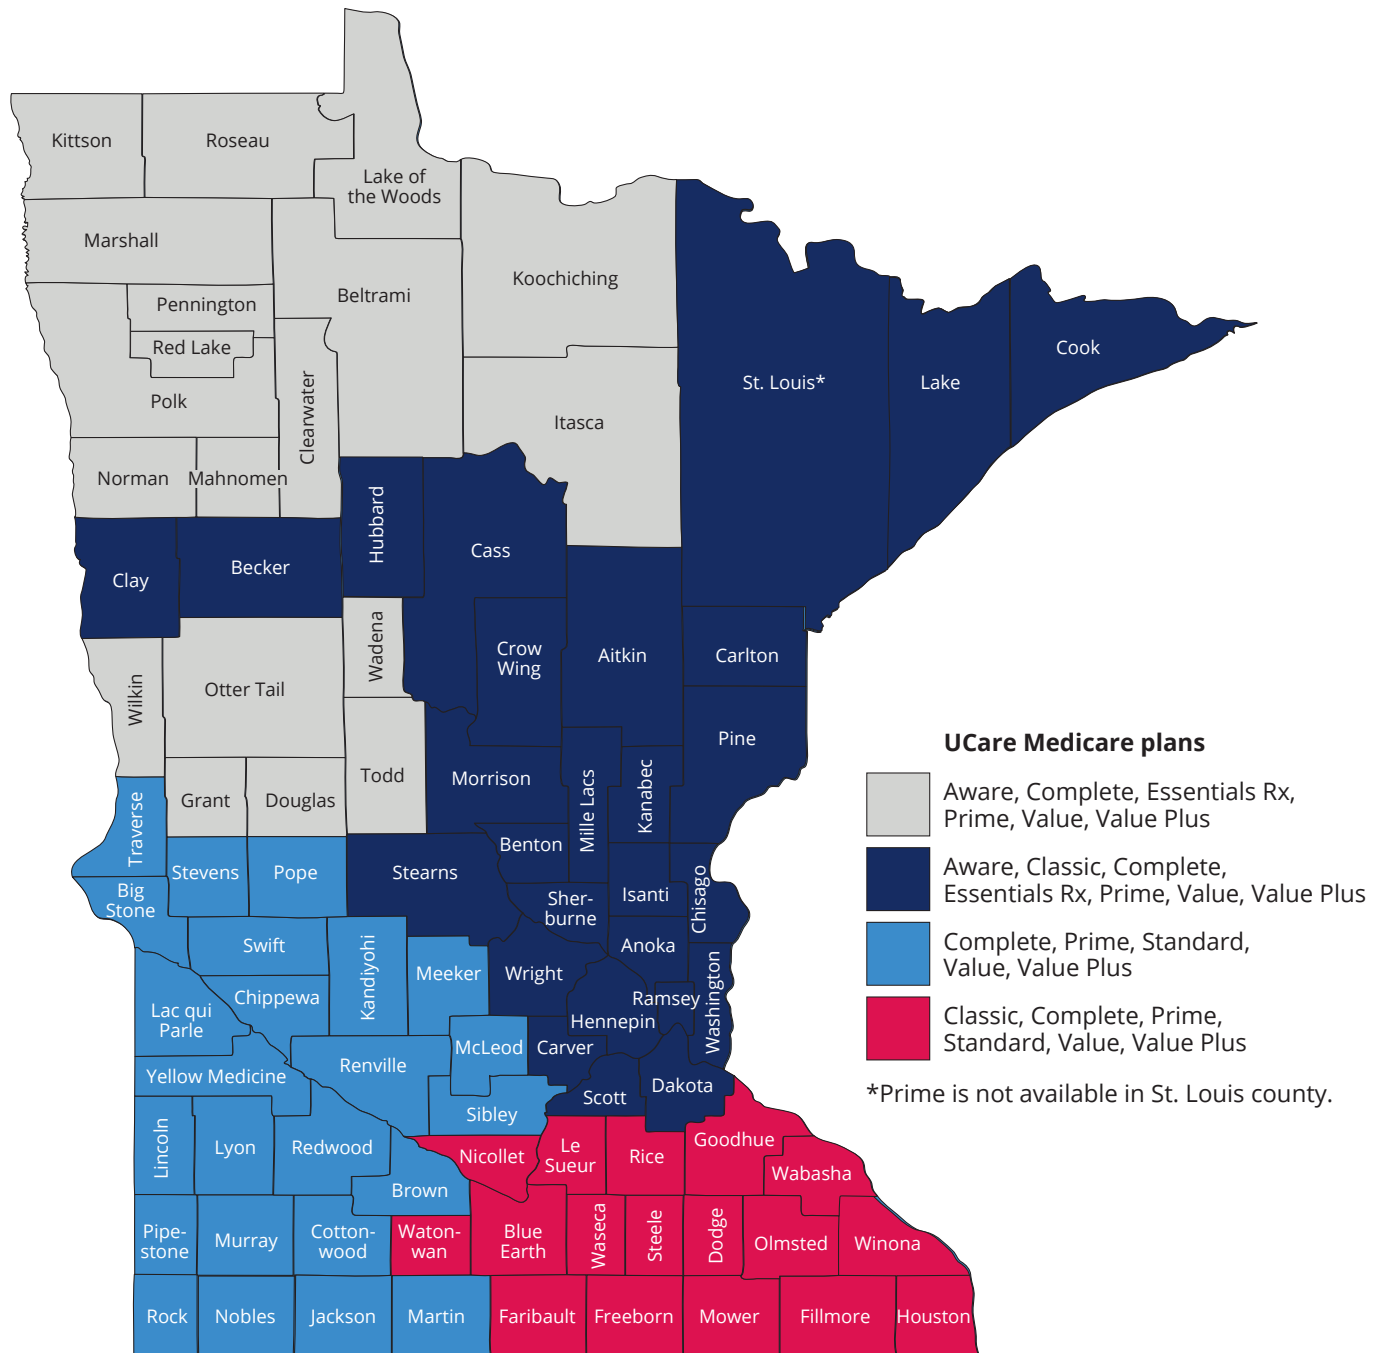 Kittson
Roseau
Lake of
the Woods
Marshall
Koochiching
Beltrami
Pennington
Red Lake
Cook
St. Louis*
Lake
Polk
Clearwater
Itasca
Norman
Mahnomen
Hubbard
Cass
Clay
Becker
Wadena
Crow
Wing
Aitkin
Carlton
Otter Tail
Wilkin
Pine
Todd
Morrison
Mille Lacs
Kanabec
Grant
Douglas
Traverse
Benton
Stevens
Pope
Stearns
Isanti
Chisago
Big
Stone
Sher-
burne
Swift
Kandiyohi
Anoka
Meeker
Wright
Washington
Chippewa
Ramsey
Lac qui
Parle
Hennepin
McLeod
Carver
Renville
Yellow Medicine
Dakota
Scott
Sibley
Lincoln
Lyon
Redwood
Nicollet
Le
Sueur
Rice
Goodhue
Wabasha
Brown
Pipe-
stone
Murray
Cotton-
wood
Waton-
wan
Blue
Earth
Waseca
Steele
Dodge
Olmsted
Winona
Rock
Nobles
Jackson
Martin
Faribault
Freeborn
Mower
Fillmore
Houston
UCare Medicare plans
Aware, Complete, Essentials Rx,
Prime, Value, Value Plus
Aware, Classic, Complete,
Essentials Rx, Prime, Value, Value Plus
Complete, Prime, Standard,
Value, Value Plus
Classic, Complete, Prime,
Standard, Value, Value Plus
*Prime is not available in St. Louis county.